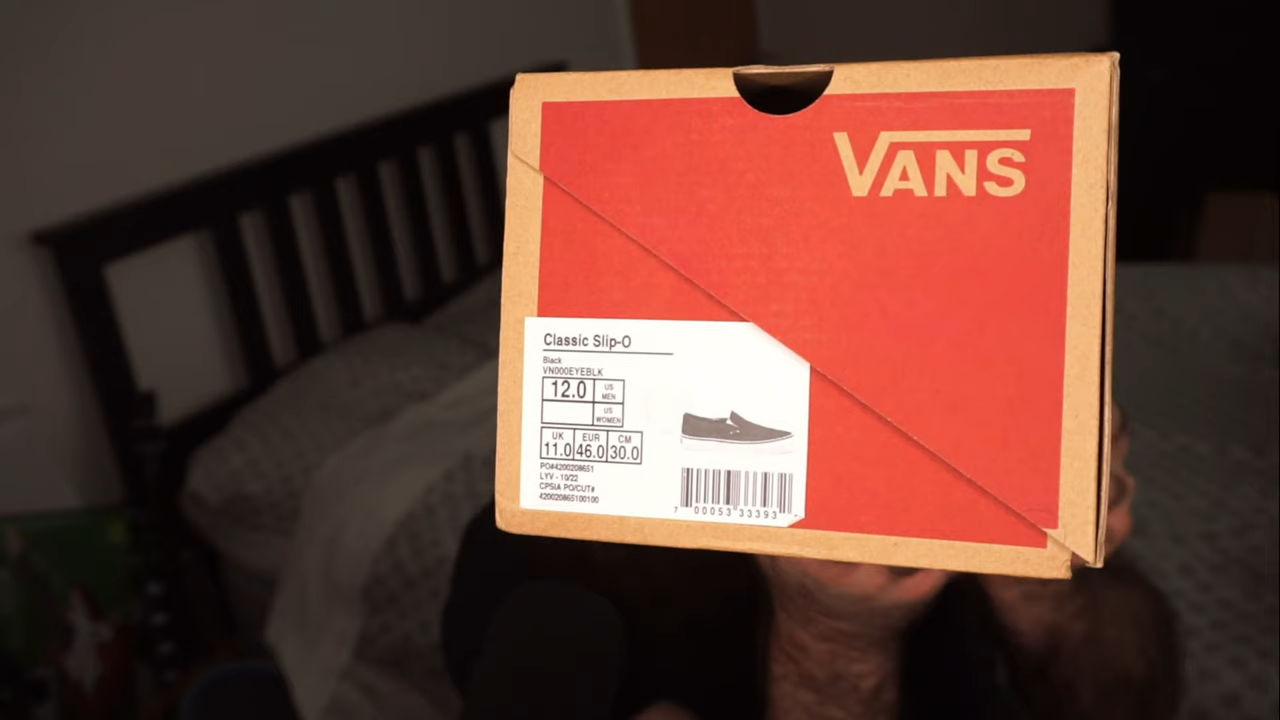 VANS
Classic Slip-O
Black
VN000EYEBLK
12.0 US MEN
US WOMEN
UK EUR CM
11.0 46.0 30.0
PO#4200208651
LYV - 10/22
CPSIA PO/CUT#
420020865100100
7 00053 33393